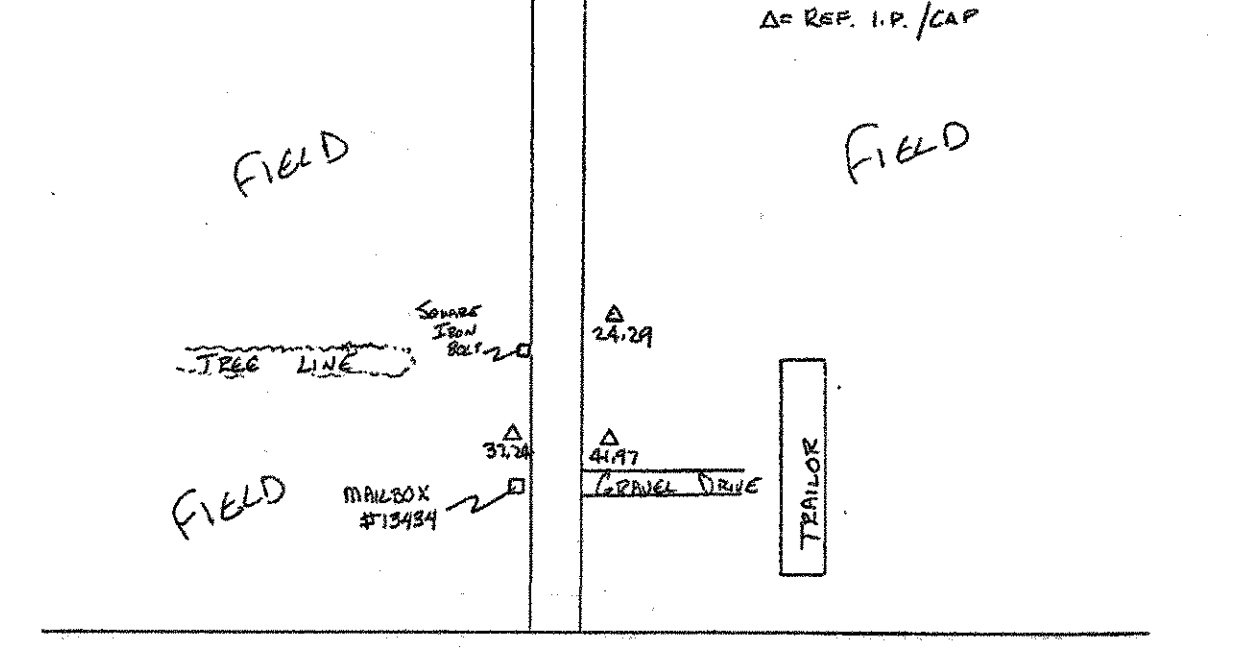 Δ= REF. I.P./CAP
FIELD
FIELD
SQUARE
IRON
BOLT
24.29
TREE LINE
37.24
41.97
FIELD
MAILBOX
#13434
GRAVEL DRIVE
TRAILOR